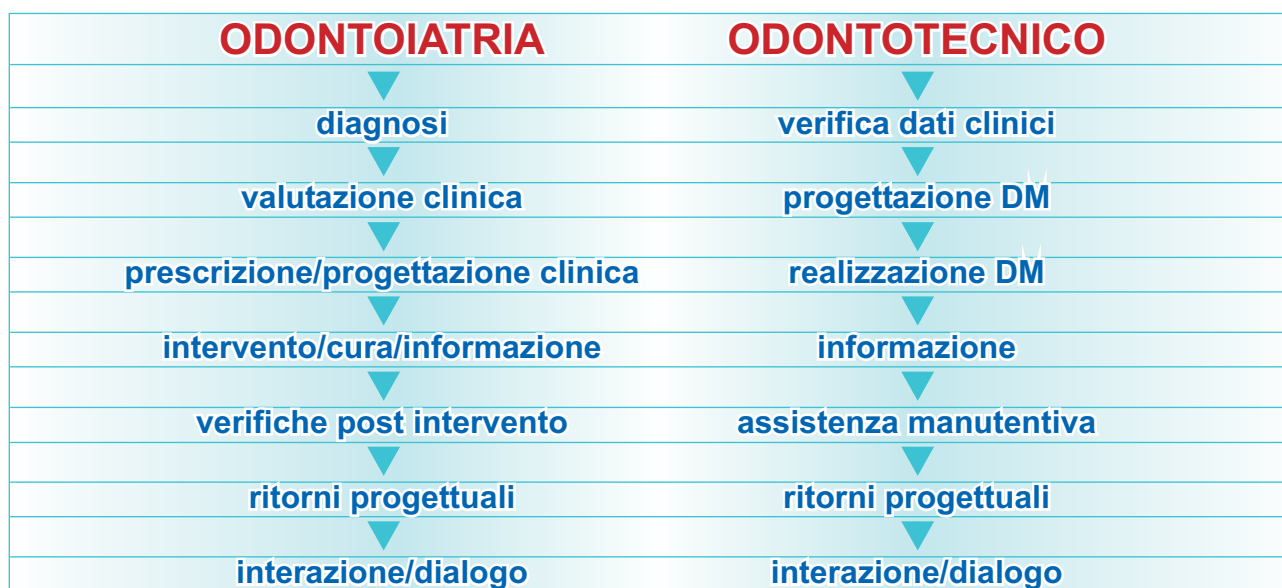 ODONTOIATRIA ODONTOTECNICO
diagnosi verifica dati clinici
valutazione clinica progettazione DM
prescrizione/progettazione clinica realizzazione DM
intervento/cura/informazione informazione
verifiche post intervento assistenza manutentiva
ritorni progettuali ritorni progettuali
interazione/dialogo interazione/dialogo